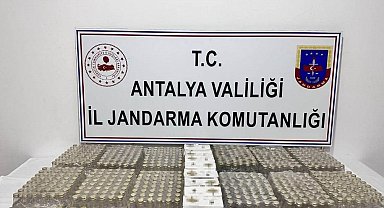 T.C.
ANTALYA VALİLİĞİ
İL JANDARMA KOMUTANLIĞI